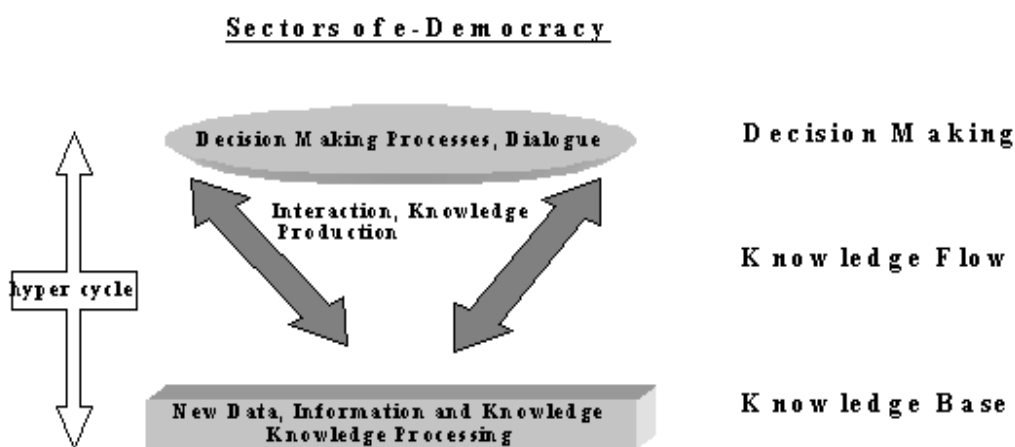 Sectors of e-Democracy
Decision Making Processes, Dialogue
Decision Making
Interaction, Knowledge
Production
Knowledge Flow
hyper cycle
New Data, Information and Knowledge
Knowledge Processing
Knowledge Base